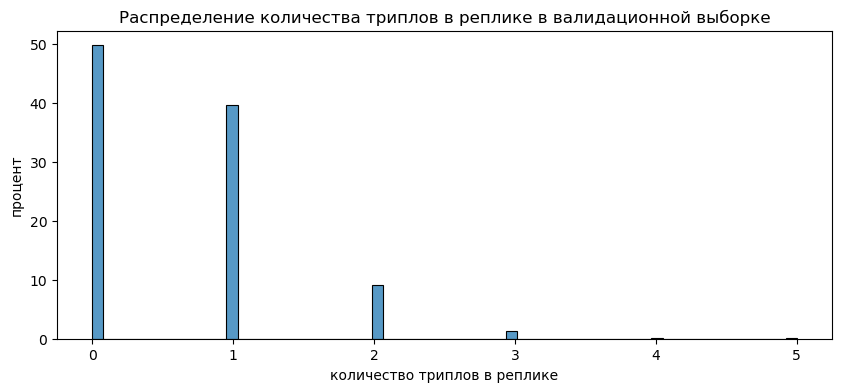 Распределение количества триплов в реплике в валидационной выборке
процент
50
40
30
20
10
0
0 1 2 3 4 5
количество триплов в реплике